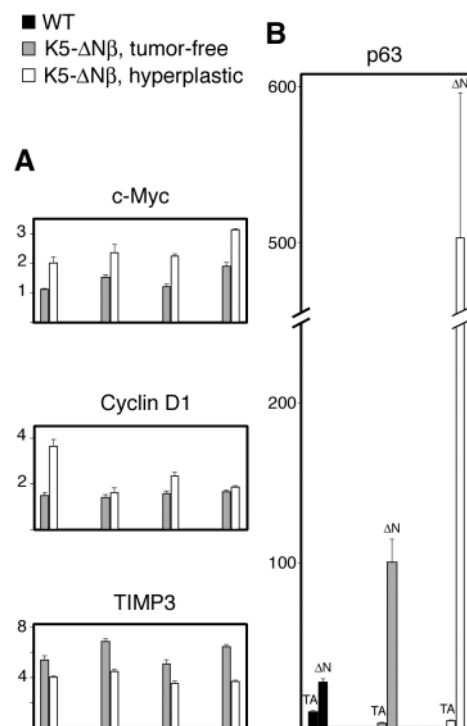 WT
K5-ΔNβ, tumor-free
K5-ΔNβ, hyperplastic
A
c-Myc
3
2
1
Cyclin D1
4
2
TIMP3
8
4
B
p63
600
500
200
100
ΔN
ΔN
TA
ΔN
TA
TA